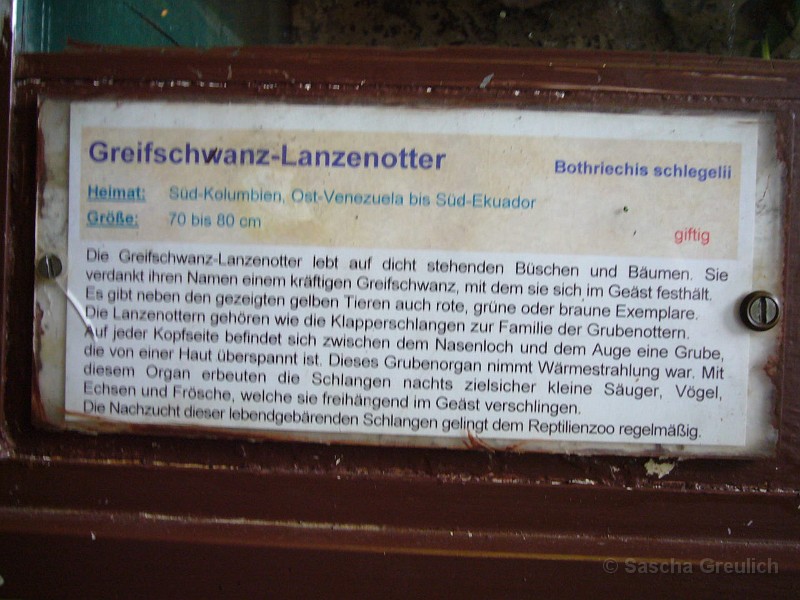 Greifschwanz-Lanzenotter
Bothriechis schlegelii
Heimat: Süd-Kolumbien, Ost-Venezuela bis Süd-Ekuador
Größe: 70 bis 80 cm
giftig
Die Greifschwanz-Lanzenotter lebt auf dicht stehenden Büschen und Bäumen. Sie
verdankt ihren Namen einem kräftigen Greifschwanz, mit dem sie sich im Geäst festhält.
Es gibt neben den gezeigten gelben Tieren auch rote, grüne oder braune Exemplare.
Die Lanzenottern gehören wie die Klapperschlangen zur Familie der Grubenottern.
Auf jeder Kopfseite befindet sich zwischen dem Nasenloch und dem Auge eine Grube,
die von einer Haut überspannt ist. Dieses Grubenorgan nimmt Wärmestrahlung war. Mit
diesem Organ erbeuten die Schlangen nachts zielsicher kleine Säuger, Vögel,
Echsen und Frösche, welche sie freihängend im Geäst verschlingen.
Die Nachzucht dieser lebendgebärenden Schlangen gelingt dem Reptilienzoo regelmäßig.
© Sascha Greulich